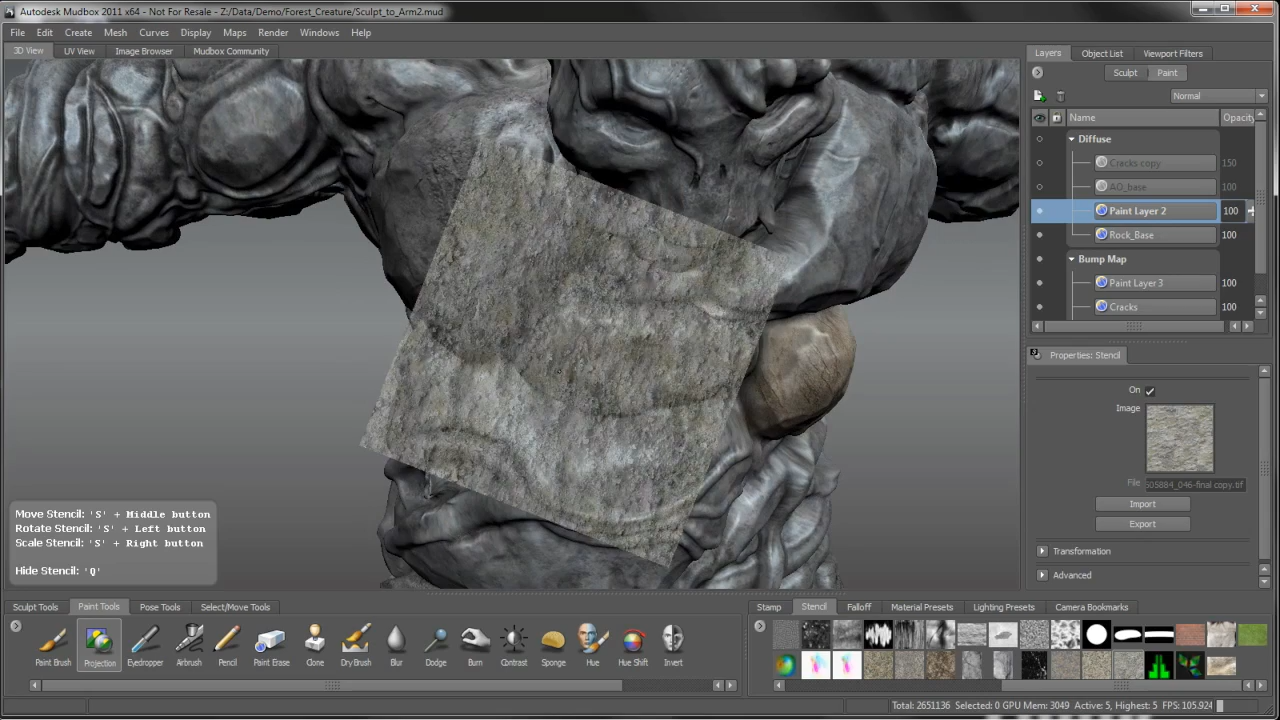 Autodesk Mudbox 2011 x64 - Not For Resale - Z:/Data/Demo/Forest_Creature/Sculpt_to_Arm2.mud
File Edit Create Mesh Curves Display Maps Render Windows Help
3D View UV View Image Browser Mudbox Community
Layers Object List Viewport Filters
Sculpt Paint
Normal
Name Opacity
Diffuse
Cracks copy 150
AO_base 100
Paint Layer 2 100
Rock_Base 100
Bump Map
Paint Layer 3 100
Cracks 100
Properties: Stencil
On
Image
File 505884_046-final copy.tif
Import
Export
Transformation
Advanced
Move Stencil: 'S' + Middle button
Rotate Stencil: 'S' + Left button
Scale Stencil: 'S' + Right button
Hide Stencil: 'Q'
Sculpt Tools Paint Tools Pose Tools Select/Move Tools
Paint Brush Projection Eyedropper Airbrush Pencil Paint Erase Clone Dry Brush Blur Dodge Burn Contrast Sponge Hue Hue Shift Invert
Stamp Stencil Falloff Material Presets Lighting Presets Camera Bookmarks
Total: 2651136 Selected: 0 GPU Mem: 3049 Active: 5, Highest: 5 FPS: 105.924